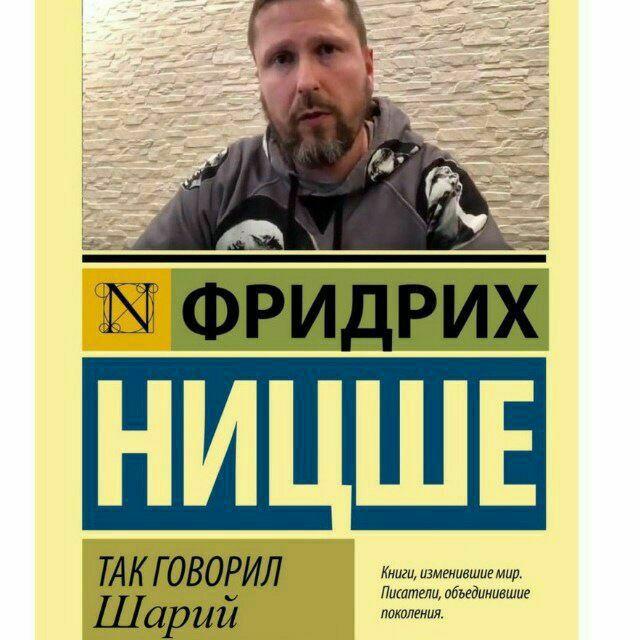 N ФРИДРИХ
НИЦШЕ
ТАК ГОВОРИЛ
Шарий
Книги, изменившие мир.
Писатели, объединившие
поколения.